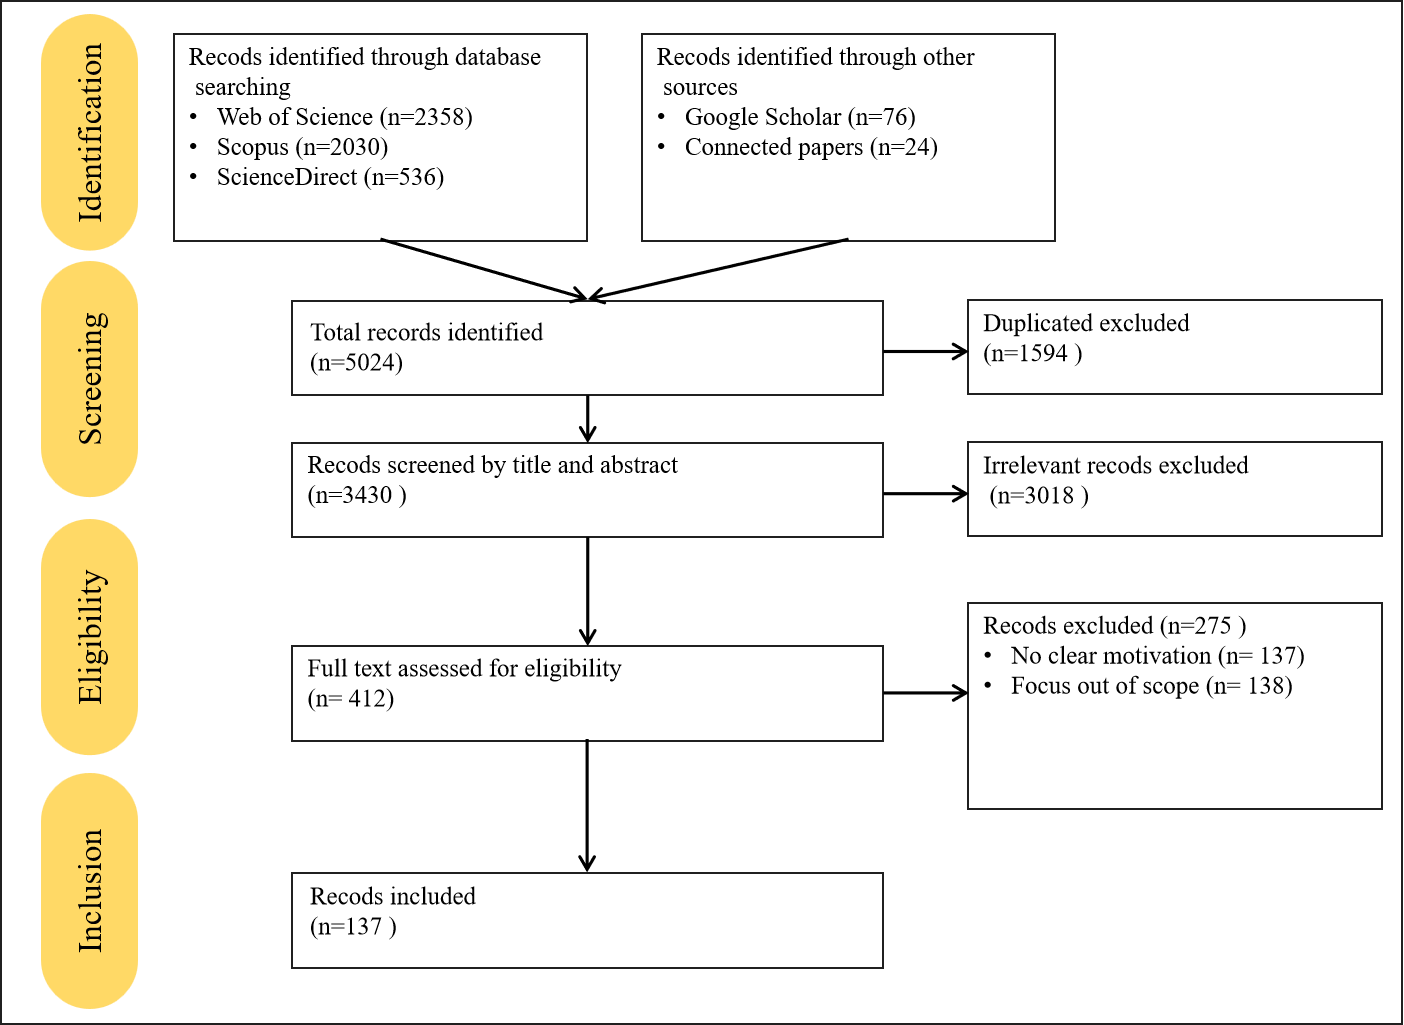 Identification
Recods identified through database
searching
• Web of Science (n=2358)
• Scopus (n=2030)
• ScienceDirect (n=536)
Recods identified through other
sources
• Google Scholar (n=76)
• Connected papers (n=24)
Screening
Total records identified
(n=5024)
Duplicated excluded
(n=1594 )
Recods screened by title and abstract
(n=3430 )
Irrelevant recods excluded
(n=3018 )
Eligibility
Full text assessed for eligibility
(n= 412)
Recods excluded (n=275 )
• No clear motivation (n= 137)
• Focus out of scope (n= 138)
Inclusion
Recods included
(n=137 )